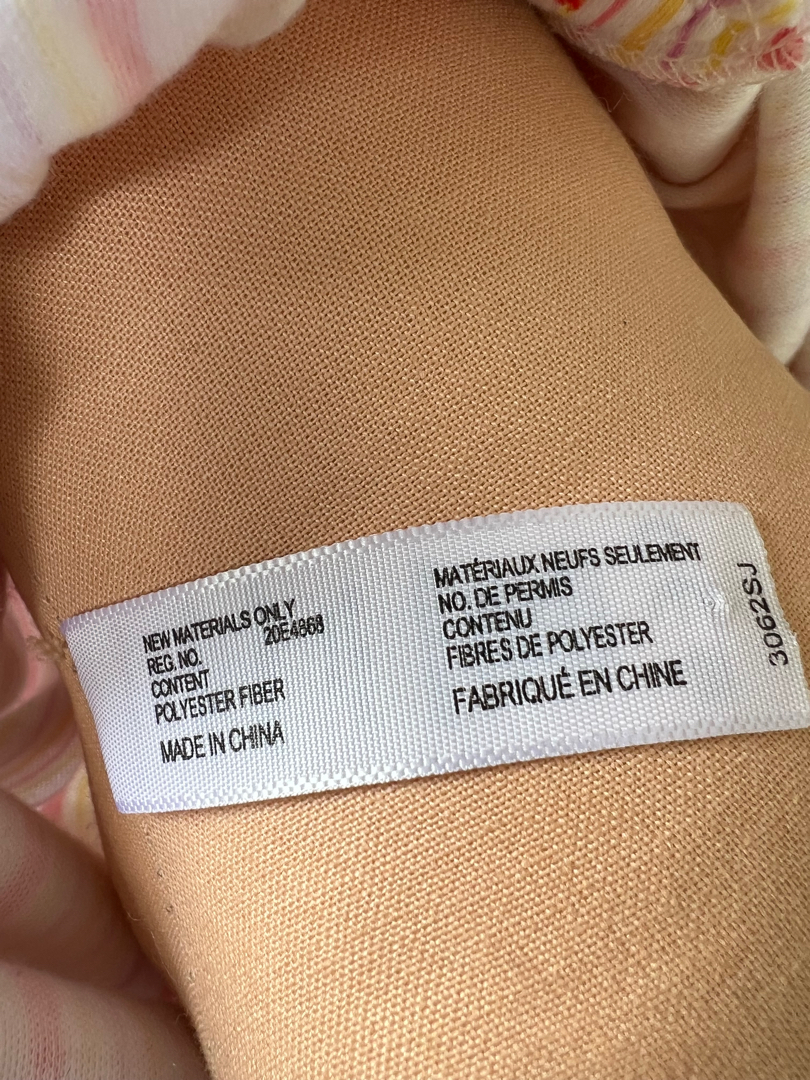 NEW MATERIALS ONLY
REG. NO. 20E4868
CONTENT
POLYESTER FIBER
MADE IN CHINA
MATÉRIAUX NEUFS SEULEMENT
NO. DE PERMIS
CONTENU
FIBRES DE POLYESTER
FABRIQUÉ EN CHINE
3062SJ